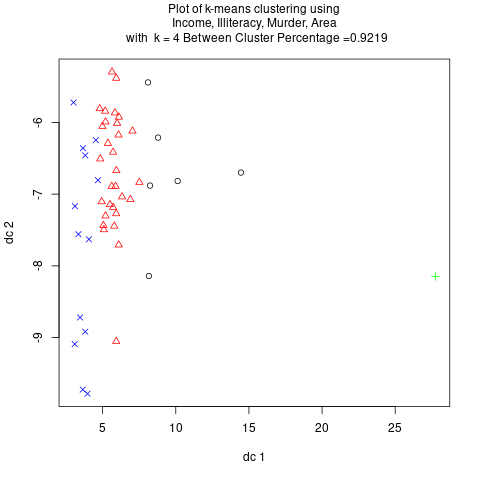 Plot of k-means clustering using
Income, Illiteracy, Murder, Area
with k = 4 Between Cluster Percentage =0.9219
-6
-7
-8
-9
dc 2
5
10
15
20
25
dc 1